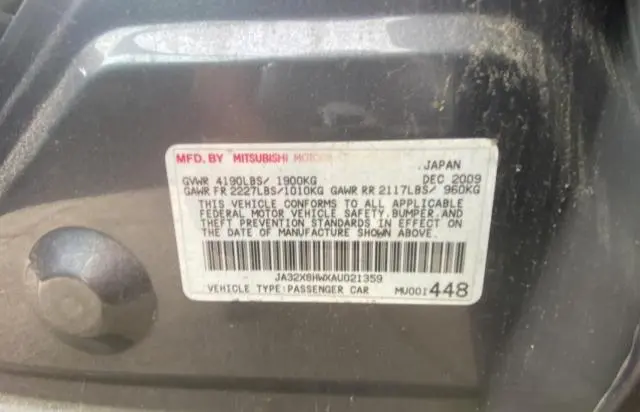 MFD. BY MITSUBISHI MOTORS
JAPAN
GVWR 4190LBS/ 1900KG DEC 2009
GAWR FR 2227LBS/1010KG GAWR RR 2117LBS/ 960KG
THIS VEHICLE CONFORMS TO ALL APPLICABLE
FEDERAL MOTOR VEHICLE SAFETY,BUMPER,AND
THEFT PREVENTION STANDARDS IN EFFECT ON
THE DATE OF MANUFACTURE SHOWN ABOVE.
JA32X8HWXAU021359
VEHICLE TYPE:PASSENGER CAR MU001448